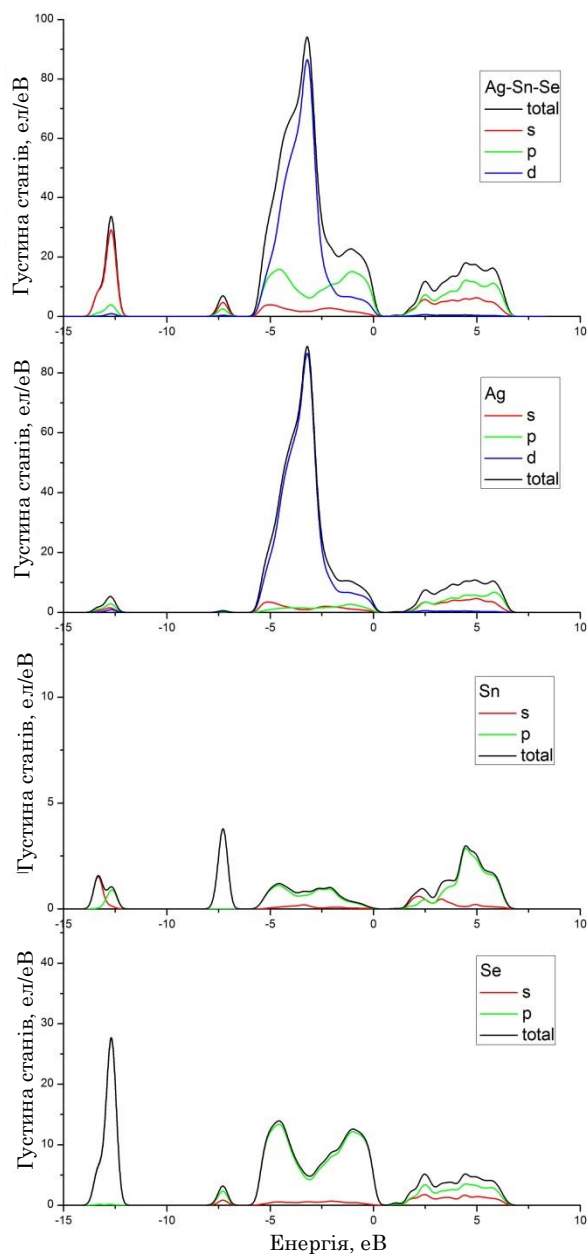 Густина станів, ел/еВ
100
80
60
40
20
0
-15
-10
-5
0
5
10
Ag-Sn-Se
total
s
p
d
Густина станів, ел/еВ
80
60
40
20
0
-15
-10
-5
0
5
10
Ag
s
p
d
total
Густина станів, ел/еВ
10
5
0
-15
-10
-5
0
5
10
Sn
s
p
total
Густина станів, ел/еВ
40
30
20
10
0
-15
-10
-5
0
5
10
Se
s
p
total
Енергія, еВ